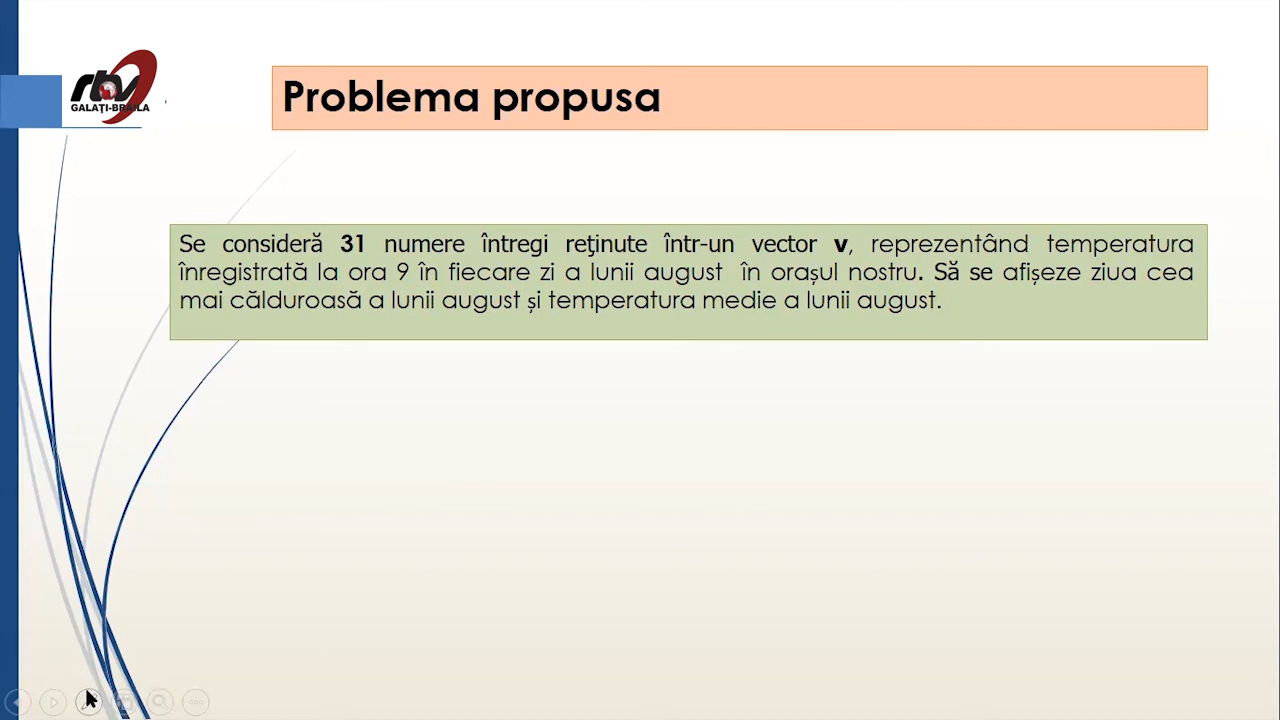 rtv
GALAȚI-BRAILA
Problema propusa
Se consideră 31 numere întregi reţinute într-un vector v, reprezentând temperatura
înregistrată la ora 9 în fiecare zi a lunii august în orașul nostru. Să se afișeze ziua cea
mai călduroasă a lunii august și temperatura medie a lunii august.